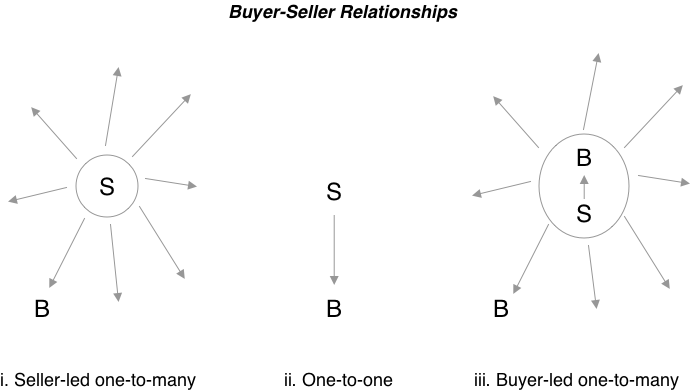 Buyer-Seller Relationships
S
B
i. Seller-led one-to-many
S
B
ii. One-to-one
B
S
B
iii. Buyer-led one-to-many